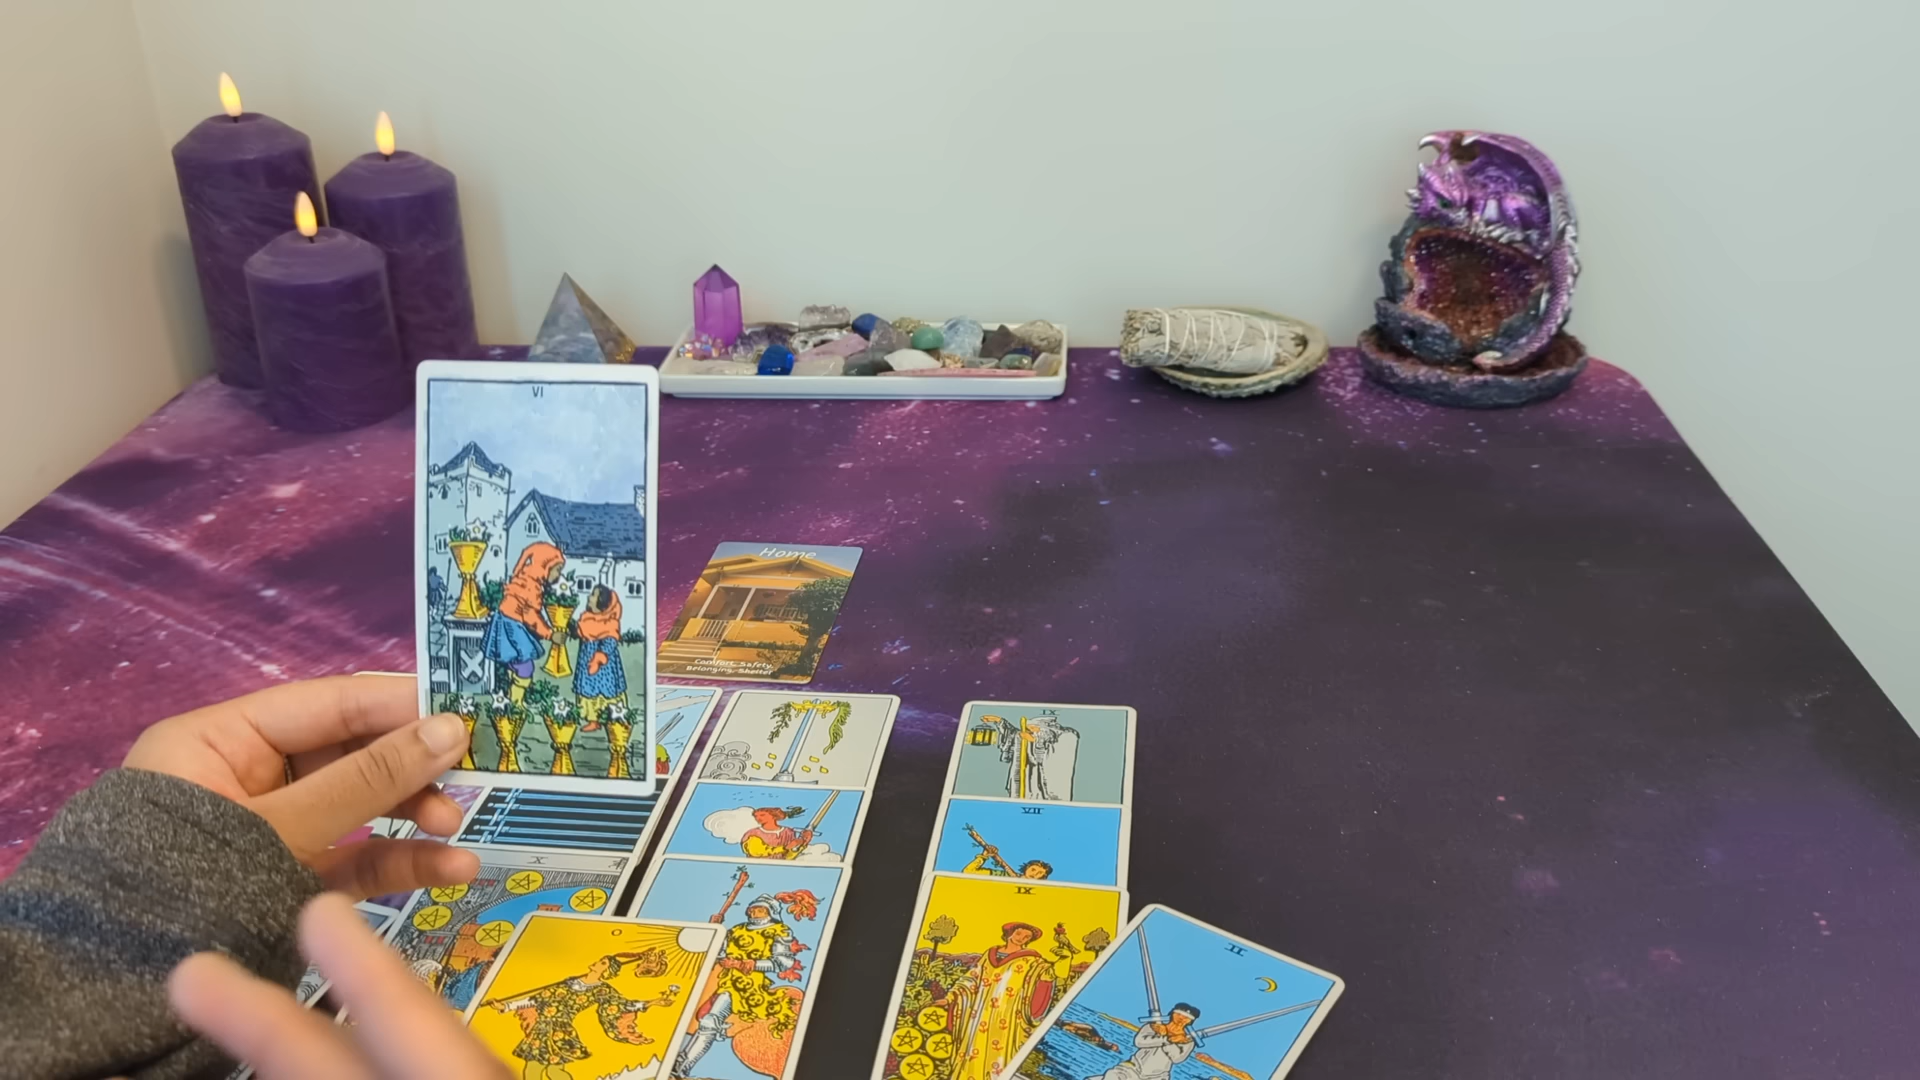 VI
Home
Comfort, Safety,
Belonging, Shelter
IX
VII
X
IX
II